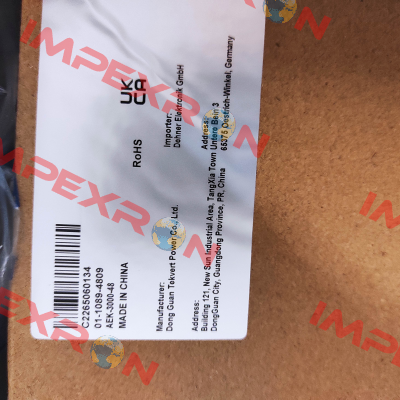 C2265060134
01-1089-4809
AEK-3000-48
MADE IN CHINA
RoHS
UK
CA
Manufacturer:
Dong Guan Tekvert Power Co., Ltd.
Importer:
Dehner Elektronik GmbH
Address:
Building 121, New Sun Industrial Area, TangXia Town
DongGuan City, Guangdong Province, PR, China
Address:
Untere Bein 3
65375 Oestrich-Winkel, Germany
IMPEXRON
IMPEXRON
IMPEXRON
IMPEXRON
IMPEXRON